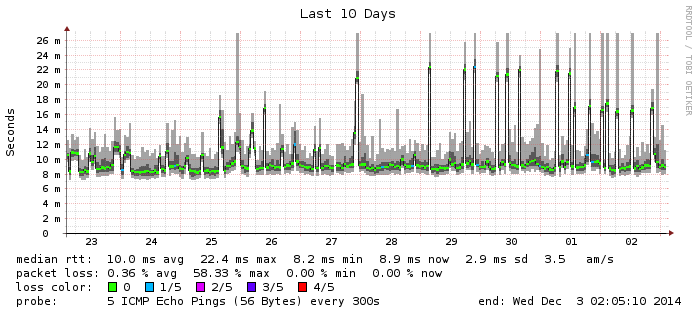 Last 10 Days
RRDTOOL / TOBI OETIKER
Seconds
26 m
24 m
22 m
20 m
18 m
16 m
14 m
12 m
10 m
8 m
6 m
4 m
2 m
0
23 24 25 26 27 28 29 30 01 02
median rtt: 10.0 ms avg 22.4 ms max 8.2 ms min 8.9 ms now 2.9 ms sd 3.5 am/s
packet loss: 0.36 % avg 58.33 % max 0.00 % min 0.00 % now
loss color: 0 1/5 2/5 3/5 4/5
probe: 5 ICMP Echo Pings (56 Bytes) every 300s end: Wed Dec 3 02:05:10 2014